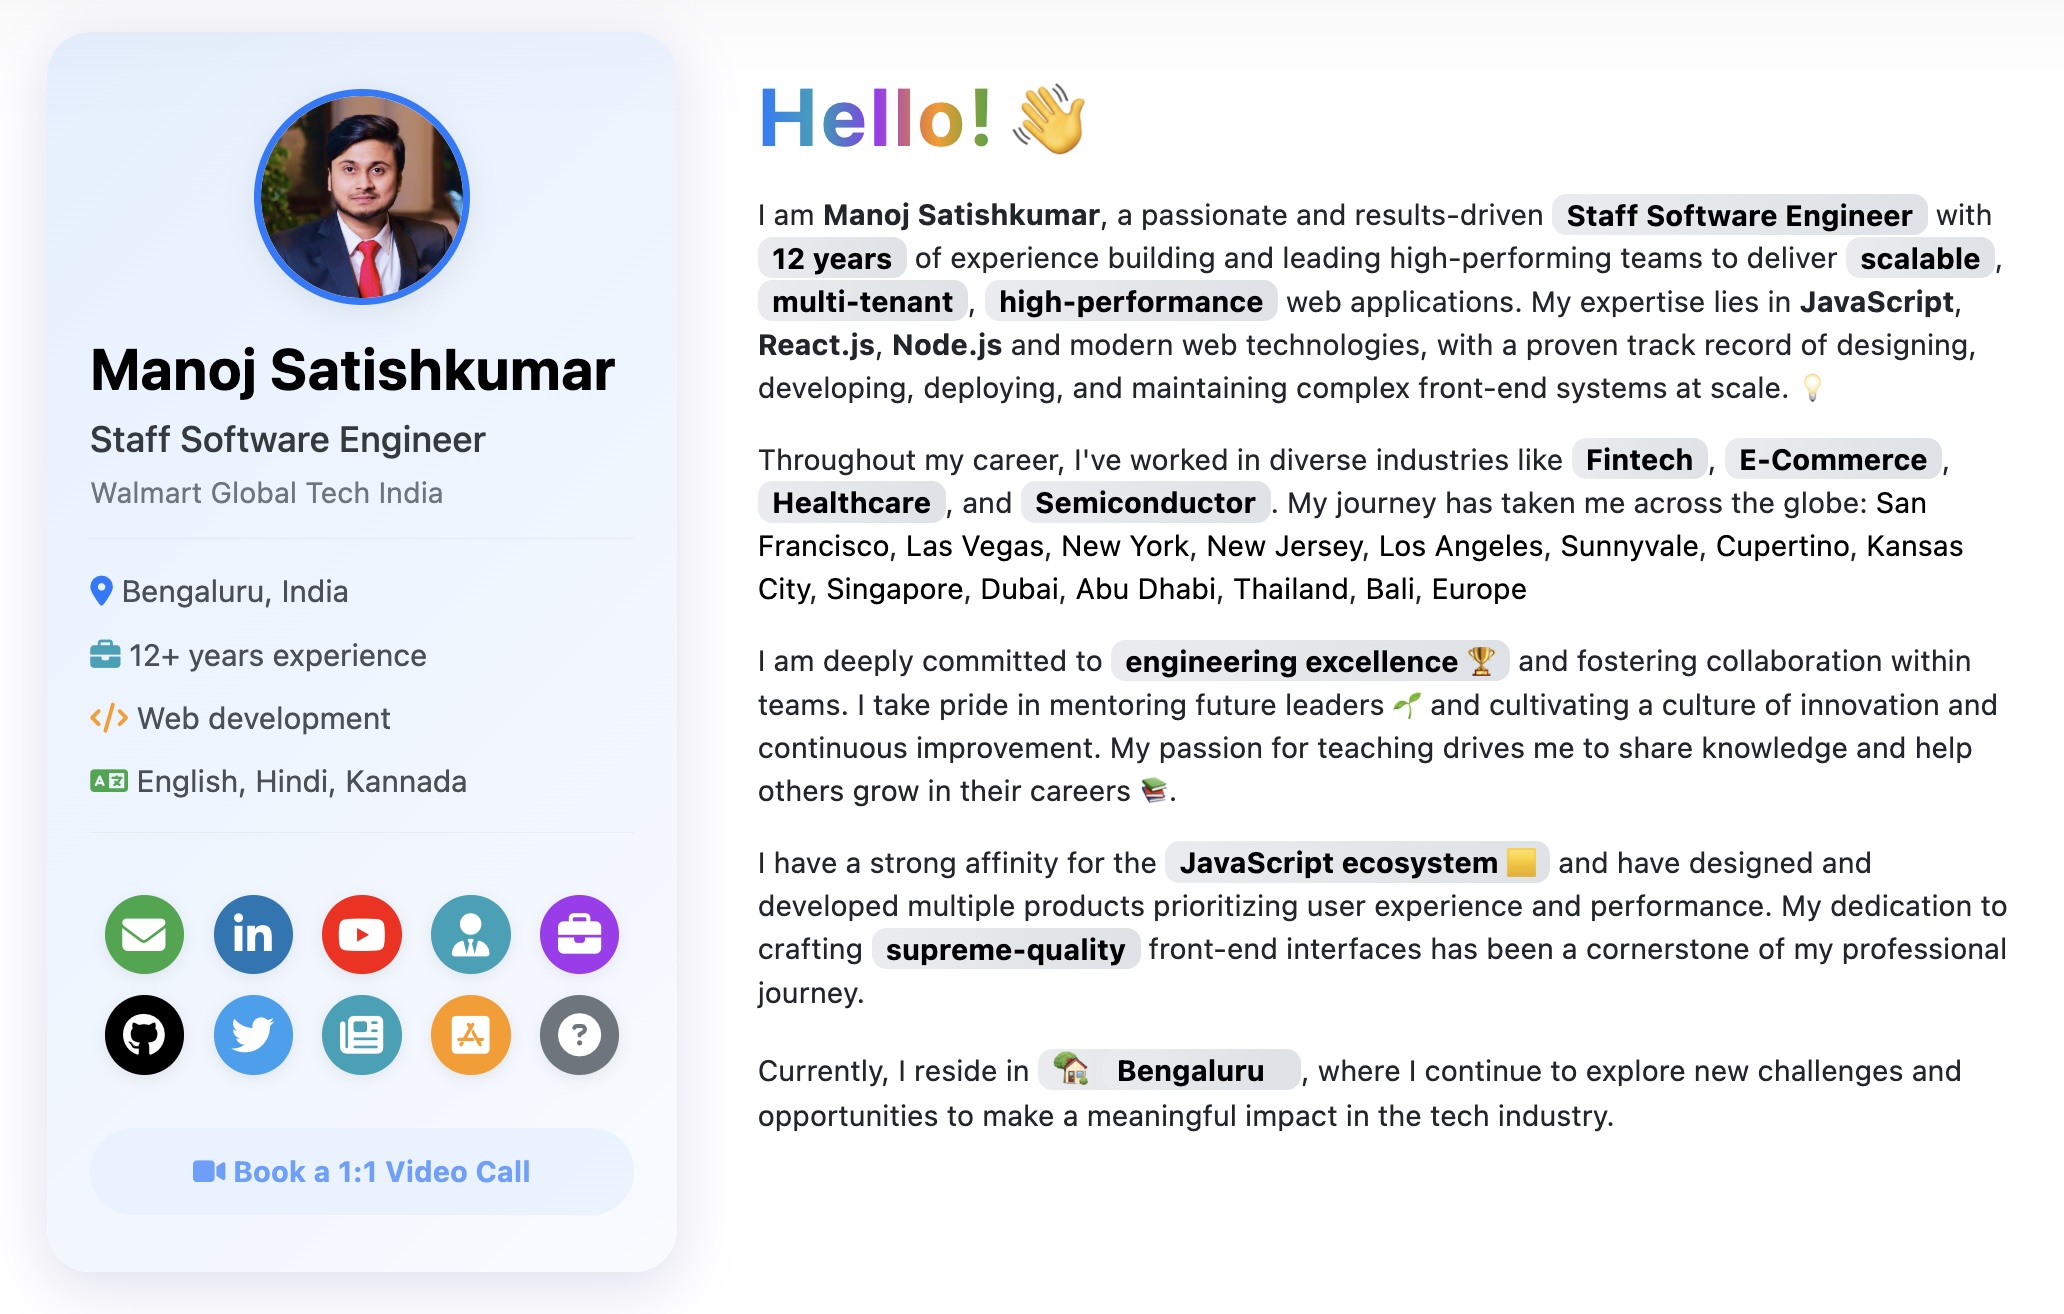 Manoj Satishkumar
Staff Software Engineer
Walmart Global Tech India
Bengaluru, India
12+ years experience
Web development
English, Hindi, Kannada
Book a 1:1 Video Call
Hello! 👋
I am Manoj Satishkumar, a passionate and results-driven Staff Software Engineer with
12 years of experience building and leading high-performing teams to deliver scalable,
multi-tenant, high-performance web applications. My expertise lies in JavaScript,
React.js, Node.js and modern web technologies, with a proven track record of designing,
developing, deploying, and maintaining complex front-end systems at scale. 💡
Throughout my career, I've worked in diverse industries like Fintech, E-Commerce,
Healthcare, and Semiconductor. My journey has taken me across the globe: San
Francisco, Las Vegas, New York, New Jersey, Los Angeles, Sunnyvale, Cupertino, Kansas
City, Singapore, Dubai, Abu Dhabi, Thailand, Bali, Europe
I am deeply committed to engineering excellence 🏆 and fostering collaboration within
teams. I take pride in mentoring future leaders 🌱 and cultivating a culture of innovation and
continuous improvement. My passion for teaching drives me to share knowledge and help
others grow in their careers 📚.
I have a strong affinity for the JavaScript ecosystem 🟨 and have designed and
developed multiple products prioritizing user experience and performance. My dedication to
crafting supreme-quality front-end interfaces has been a cornerstone of my professional
journey.
Currently, I reside in 🏡 Bengaluru, where I continue to explore new challenges and
opportunities to make a meaningful impact in the tech industry.